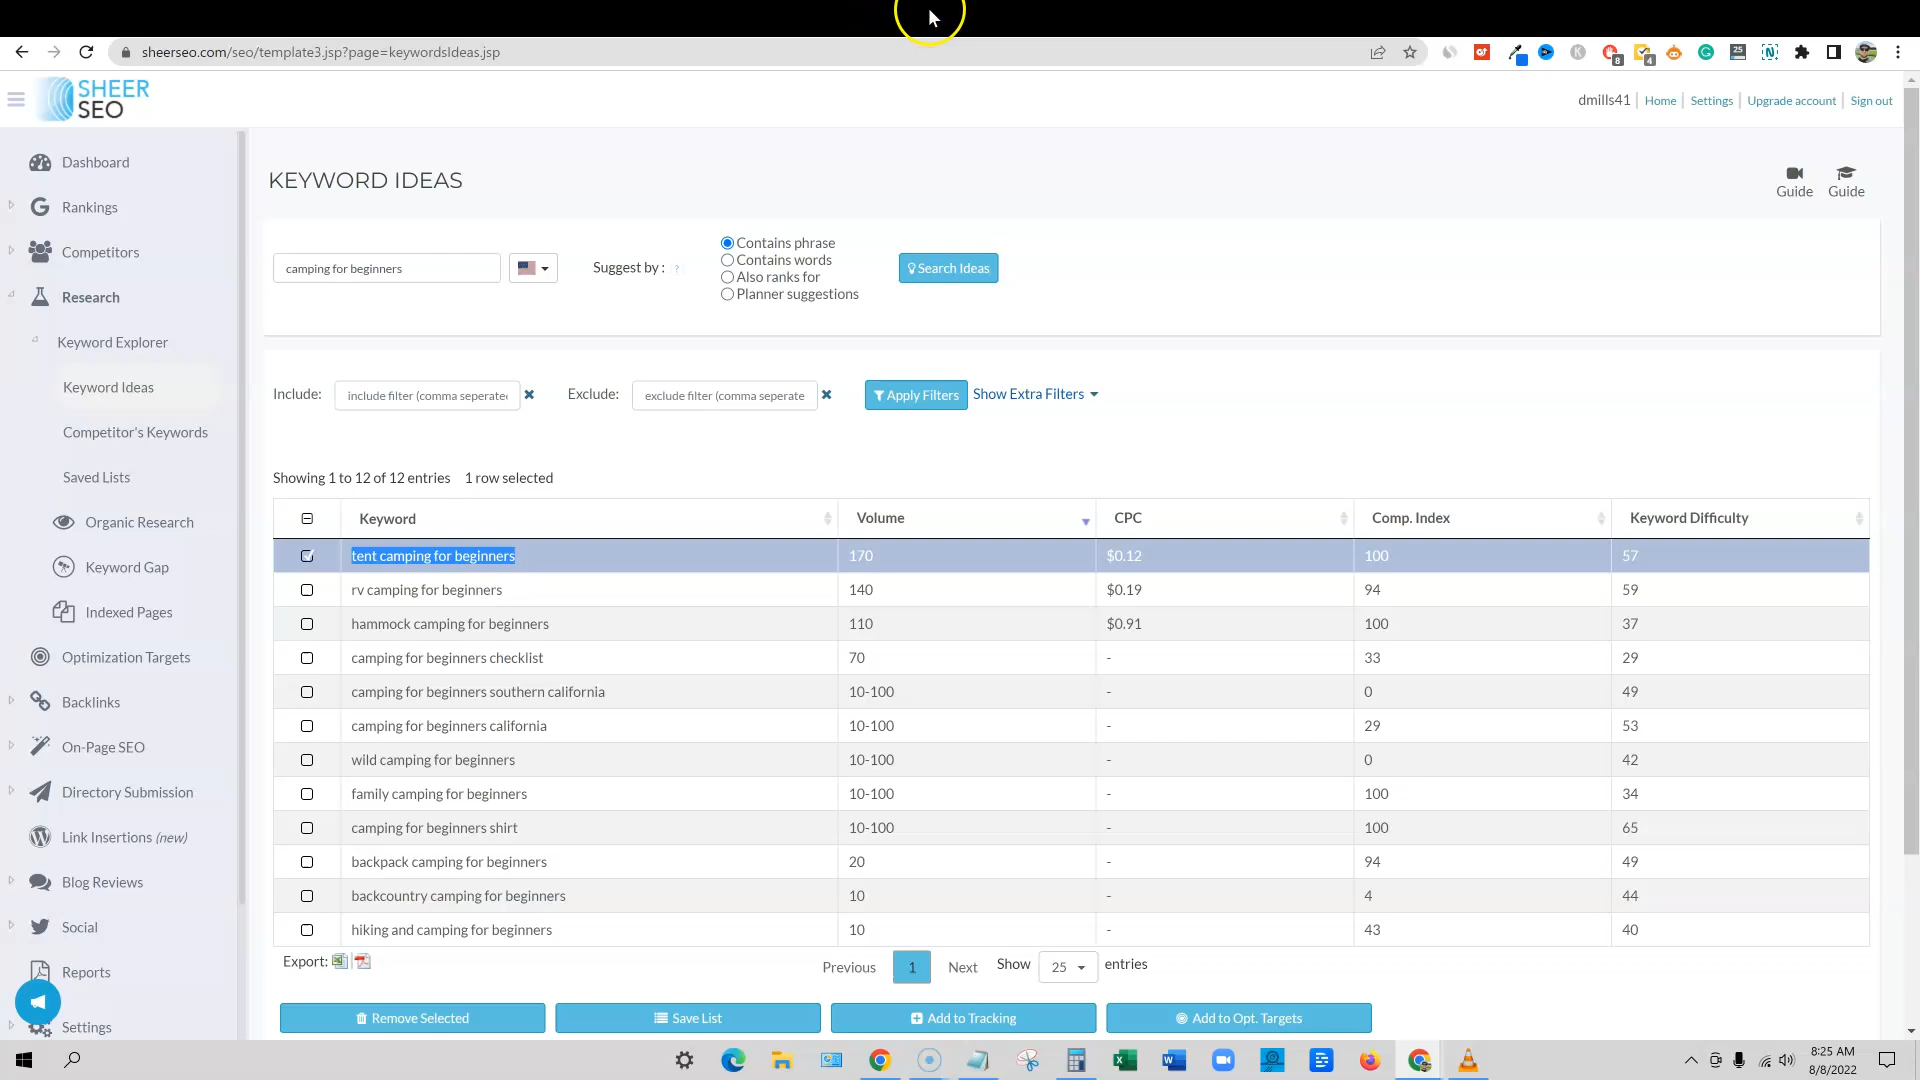 sheerseo.com/seo/template3.jsp?page=keywordsIdeas.jsp
8
4
25
SHEER
SEO
dmills41 Home Settings Upgrade account Sign out
Dashboard
Rankings
Competitors
Research
Keyword Explorer
Keyword Ideas
Competitor's Keywords
Saved Lists
Organic Research
Keyword Gap
Indexed Pages
Optimization Targets
Backlinks
On-Page SEO
Directory Submission
Link Insertions (new)
Blog Reviews
Social
Reports
Settings
KEYWORD IDEAS
Guide Guide
camping for beginners
Suggest by : ?
Contains phrase
Contains words
Also ranks for
Planner suggestions
Search Ideas
Include: include filter (comma seperated Exclude: exclude filter (comma seperate Apply Filters Show Extra Filters
Showing 1 to 12 of 12 entries 1 row selected
Keyword Volume CPC Comp. Index Keyword Difficulty
tent camping for beginners 170 $0.12 100 57
rv camping for beginners 140 $0.19 94 59
hammock camping for beginners 110 $0.91 100 37
camping for beginners checklist 70 - 33 29
camping for beginners southern california 10-100 - 0 49
camping for beginners california 10-100 - 29 53
wild camping for beginners 10-100 - 0 42
family camping for beginners 10-100 - 100 34
camping for beginners shirt 10-100 - 100 65
backpack camping for beginners 20 - 94 49
backcountry camping for beginners 10 - 4 44
hiking and camping for beginners 10 - 43 40
Export: Previous 1 Next Show 25 entries
Remove Selected Save List Add to Tracking Add to Opt. Targets
8:25 AM
8/8/2022